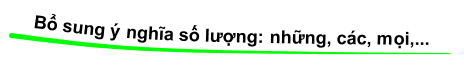 Bổ sung ý nghĩa số lượng: những, các, mọi,...